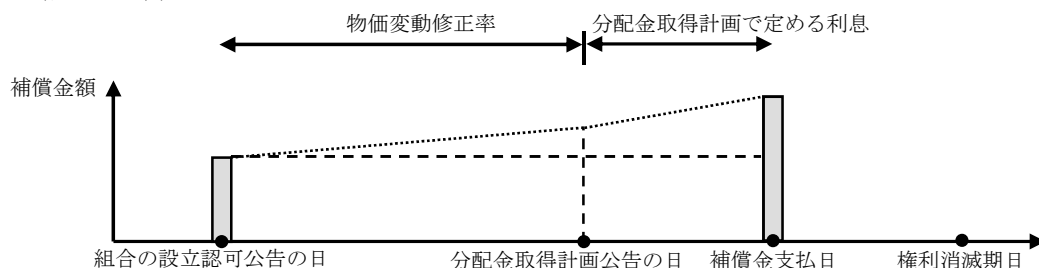 物価変動修正率
分配金取得計画で定める利息
補償金額
組合の設立認可公告の日
分配金取得計画公告の日
補償金支払日
権利消滅期日